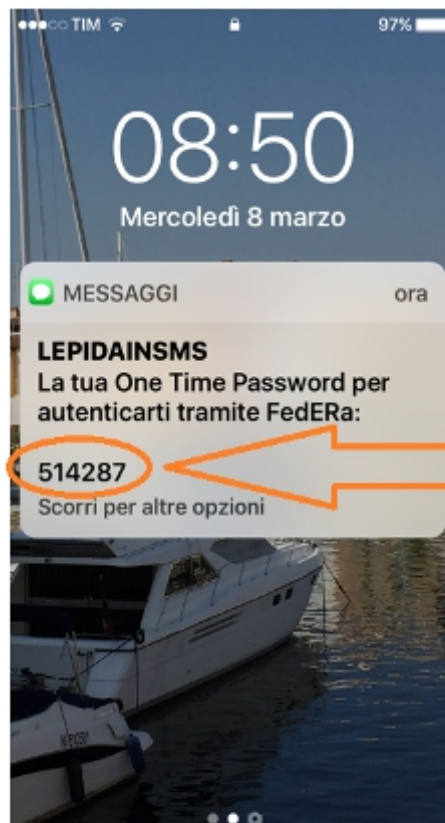 TIM 97%
08:50
Mercoledì 8 marzo
MESSAGGI ora
LEPIDAINSMS
La tua One Time Password per
autenticarti tramite FedERa:
514287
Scorri per altre opzioni